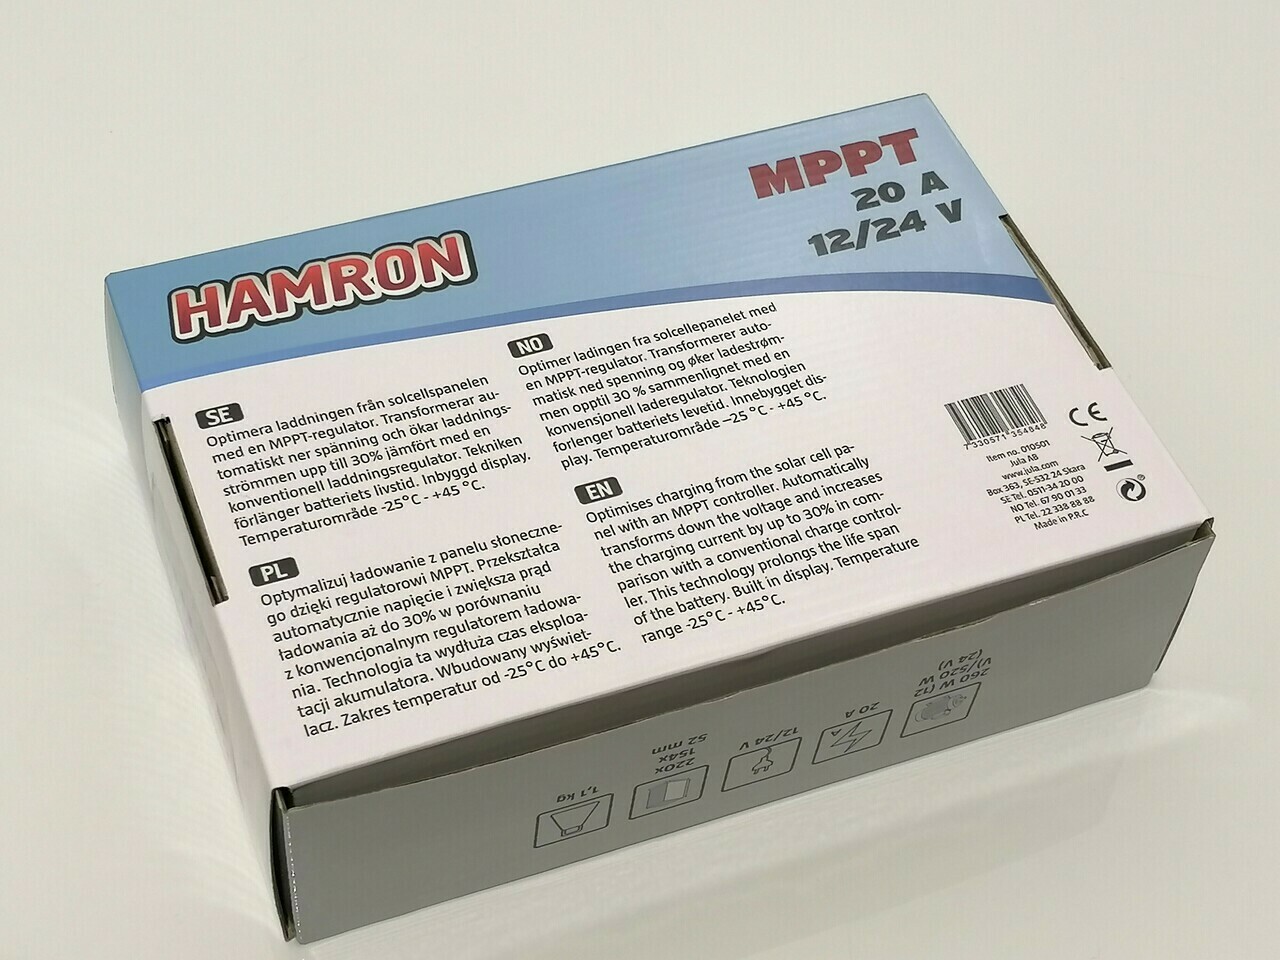 HAMRON
MPPT
20 A
12/24 V
SE
Optimera laddningen från solcellspanelen
med en MPPT-regulator. Transformerar au-
tomatiskt ner spänning och ökar laddnings-
strömmen upp till 30% jämfört med en
konventionell laddningsregulator. Tekniken
förlänger batteriets livstid. Inbyggd display.
Temperaturområde -25°C - +45°C.
NO
Optimer ladingen fra solcellepanelet med
en MPPT-regulator. Transformerer auto-
matisk ned spenning og øker ladestrøm-
men opptil 30 % sammenlignet med en
konvensjonell laderegulator. Teknologien
forlenger batteriets levetid. Innebygget dis-
play. Temperaturområde –25 °C - +45 °C.
PL
Optymalizuj ładowanie z panelu słoneczne-
go dzięki regulatorowi MPPT. Przekształca
automatycznie napięcie i zwiększa prąd
ładowania aż do 30% w porównaniu
z konwencjonalnym regulatorem ładowa-
nia. Technologia ta wydłuża czas eksploa-
tacji akumulatora. Wbudowany wyświet-
lacz. Zakres temperatur od -25°C do +45°C.
EN
Optimises charging from the solar cell pa-
nel with an MPPT controller. Automatically
transforms down the voltage and increases
the charging current by up to 30% in com-
parison with a conventional charge control-
ler. This technology prolongs the life span
of the battery. Built in display. Temperature
range -25°C - +45°C.
7 330571 354848
CE
Item no. 010501
Jula AB
www.jula.com
Box 363, SE-532 24 Skara
SE Tel. 0511-34 20 00
NO Tel. 67 90 01 33
PL Tel. 22 338 88 88
Made in P.R.C
260 W (12
V)/520 W
(24 V)
20 A
A
12/24 V
220x
154x
52 mm
1,1 kg